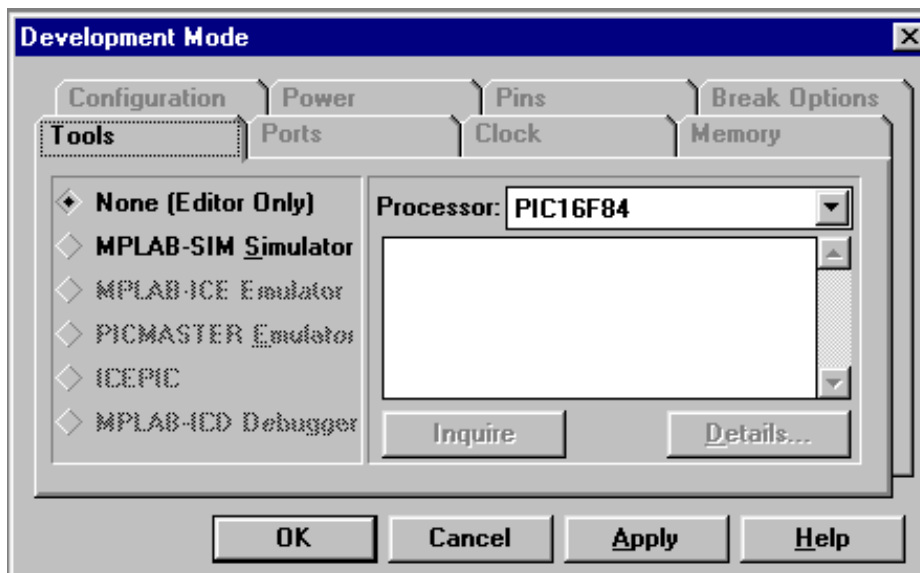 Development Mode
Configuration Power Pins Break Options
Tools Ports Clock Memory
None (Editor Only)
MPLAB-SIM Simulator
MPLAB-ICE Emulator
PICMASTER Emulator
ICEPIC
MPLAB-ICD Debugger
Processor: PIC16F84
Inquire Details...
OK Cancel Apply Help